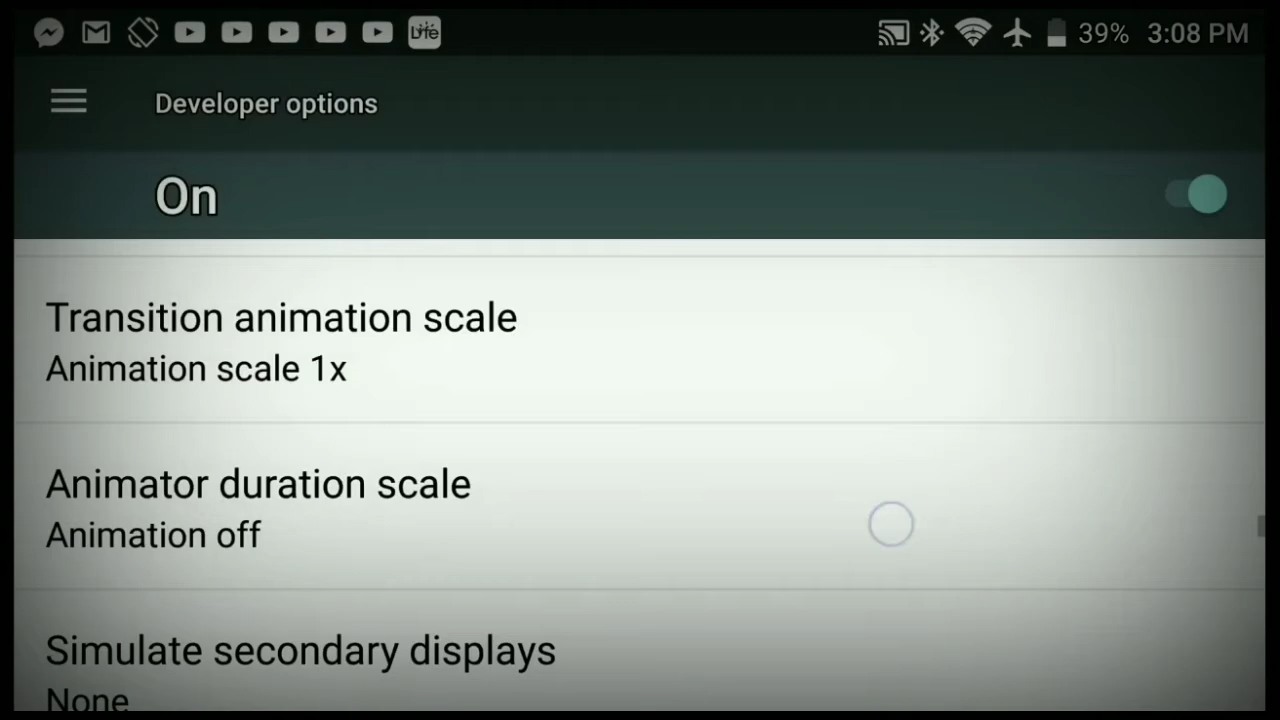 Life 39% 3:08 PM
Developer options
On
Transition animation scale
Animation scale 1x
Animator duration scale
Animation off
Simulate secondary displays
None